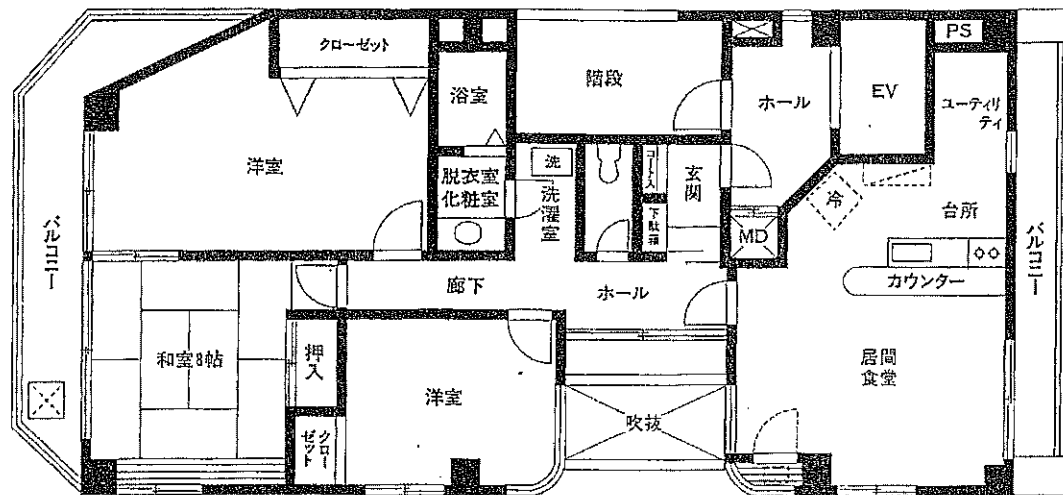 クローゼット
浴室
階段
ホール
EV
PS
ユーティリ
ティ
洋室
脱衣室
化粧室
洗
洗濯室
コート入
下駄箱
玄関
MD
冷
台所
カウンター
バルコニー
バルコニー
廊下
ホール
和室8帖
押入
クロー
ゼット
洋室
吹抜
居間
食堂